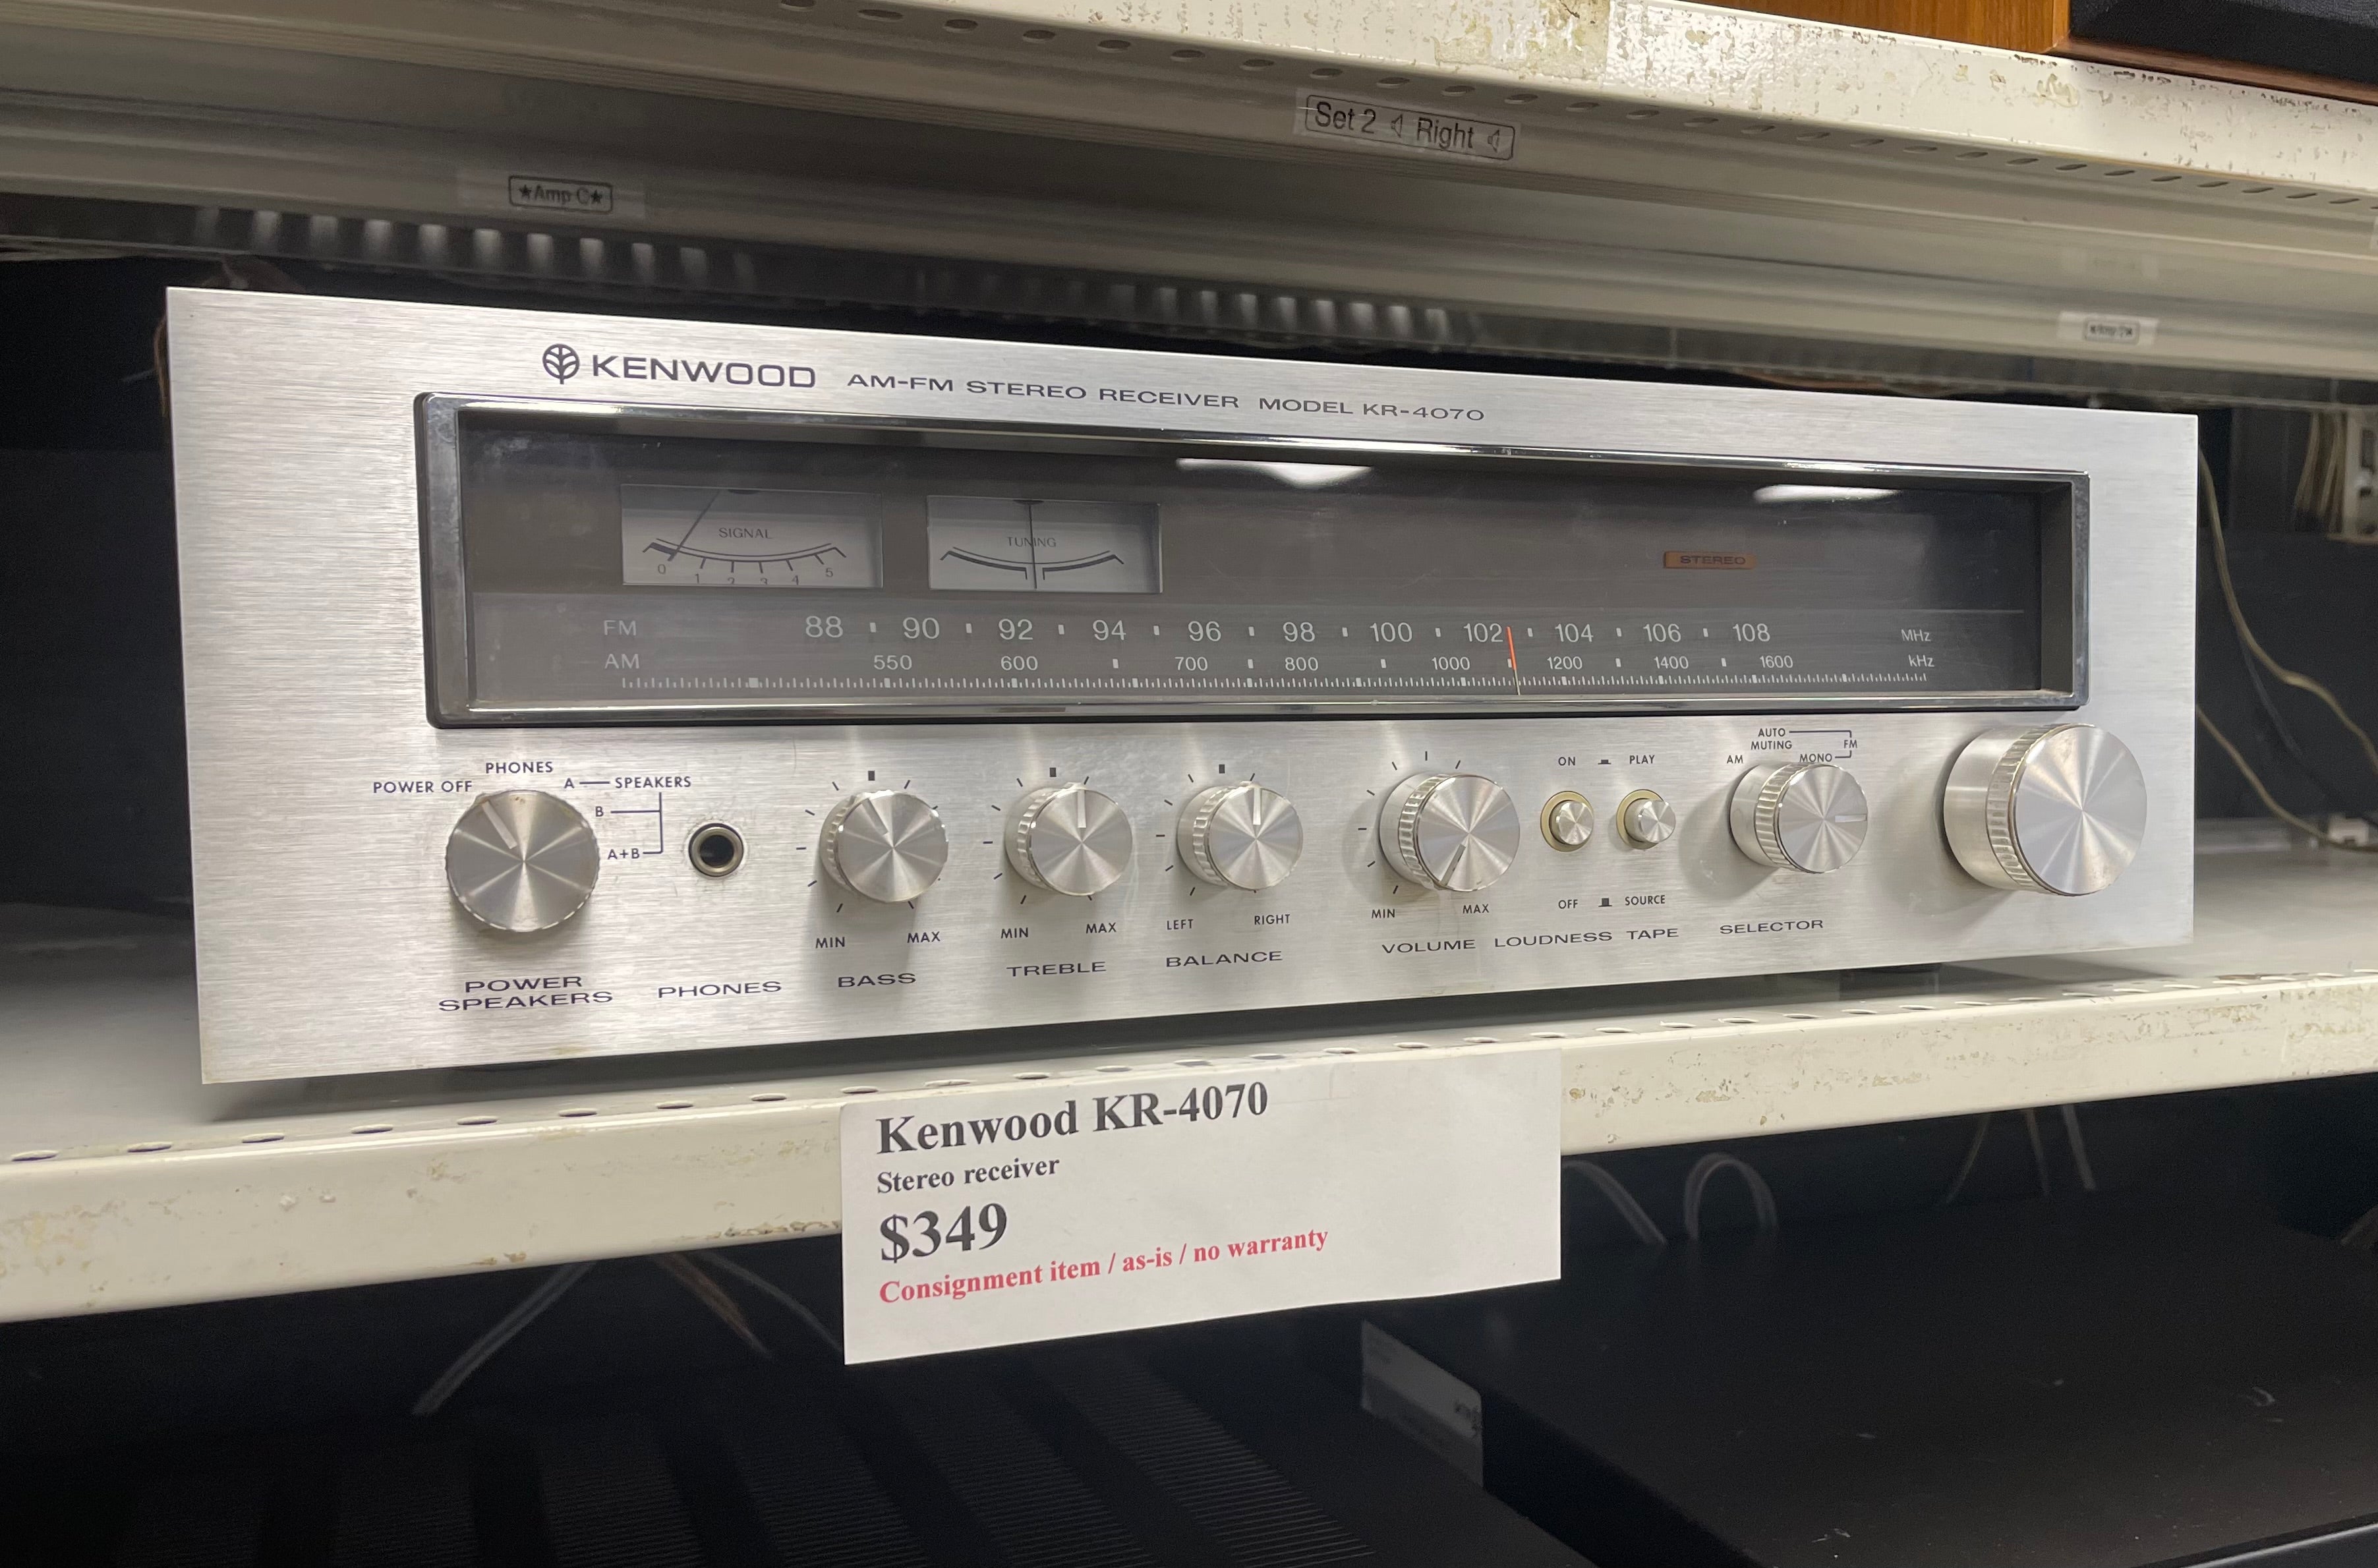 Set 2 Right
★Amp C★
KENWOOD AM-FM STEREO RECEIVER MODEL KR-4070
SIGNAL
0 1 2 3 4 5
TUNING
STEREO
FM 88 90 92 94 96 98 100 102 104 106 108 MHz
AM 550 600 700 800 1000 1200 1400 1600 kHz
POWER OFF
PHONES
A SPEAKERS
B
A+B
POWER
SPEAKERS
PHONES
MIN MAX
BASS
MIN MAX
TREBLE
LEFT RIGHT
BALANCE
MIN MAX
VOLUME
ON
OFF
LOUDNESS
PLAY
SOURCE
TAPE
AM
AUTO
MUTING
MONO
FM
SELECTOR
Kenwood KR-4070
Stereo receiver
$349
Consignment item / as-is / no warranty